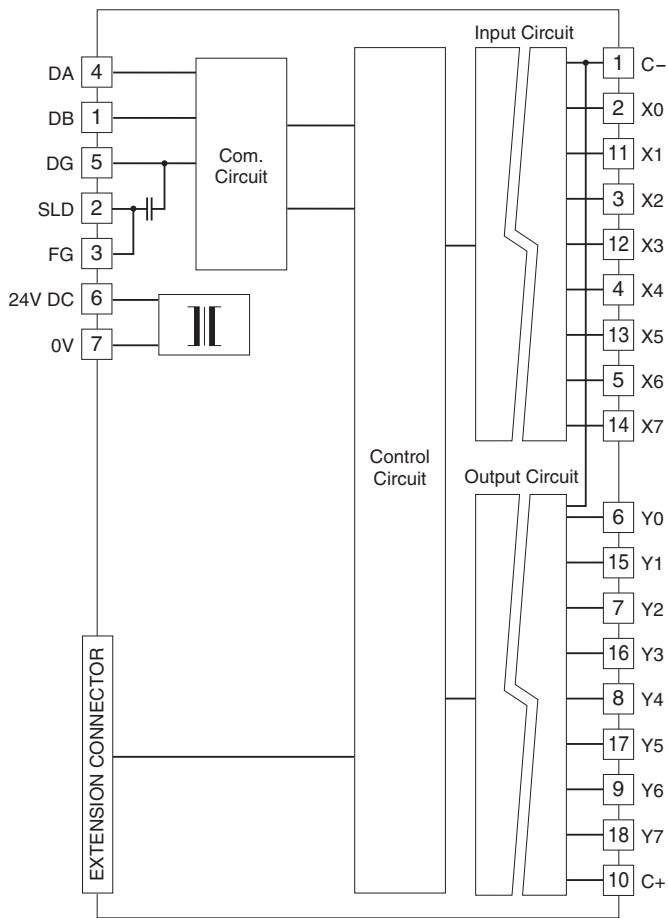 Input Circuit
DA 4
DB 1
DG 5
SLD 2
FG 3
24V DC 6
0V 7
Com.
Circuit
Control
Circuit
EXTENSION CONNECTOR
1 C−
2 X0
11 X1
3 X2
12 X3
4 X4
13 X5
5 X6
14 X7
Output Circuit
6 Y0
15 Y1
7 Y2
16 Y3
8 Y4
17 Y5
9 Y6
18 Y7
10 C+